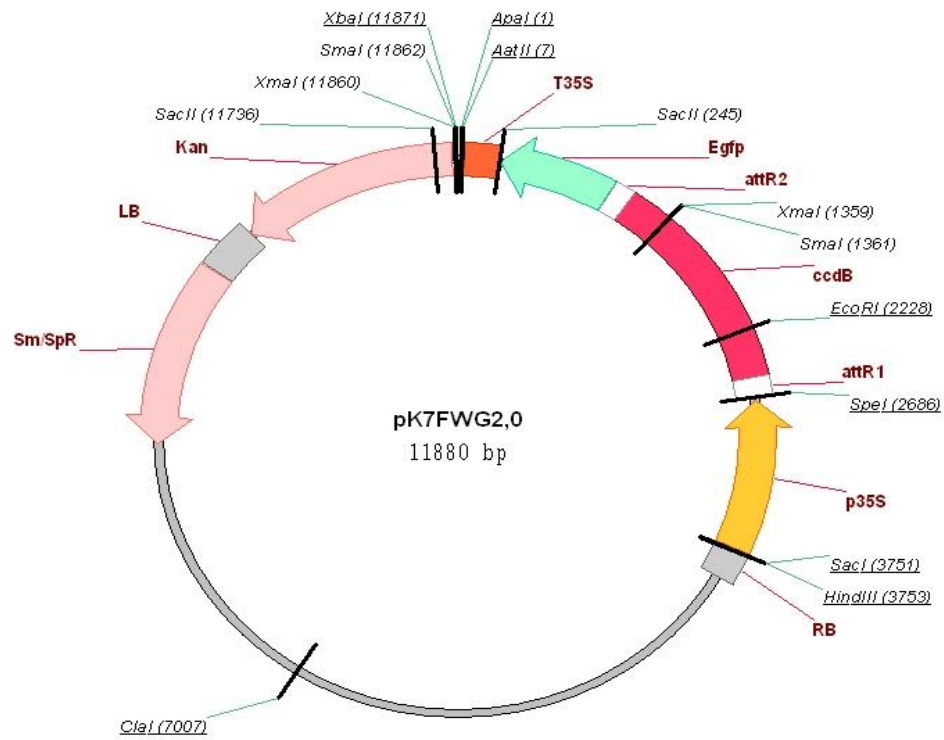 XbaI (11871)
ApaI (1)
SmaI (11862)
AatII (7)
XmaI (11860)
T35S
SacII (11736)
SacII (245)
Kan
Egfp
attR2
LB
XmaI (1359)
SmaI (1361)
ccdB
Sm/SpR
EcoRI (2228)
attR1
SpeI (2686)
pK7FWG2,0
11880 bp
p35S
SacI (3751)
HindIII (3753)
RB
ClaI (7007)